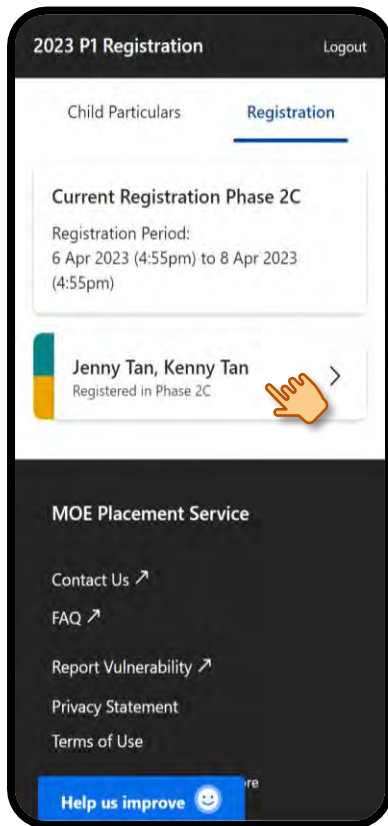 2023 P1 Registration Logout
Child Particulars Registration
Current Registration Phase 2C
Registration Period:
6 Apr 2023 (4:55pm) to 8 Apr 2023
(4:55pm)
Jenny Tan, Kenny Tan
Registered in Phase 2C
MOE Placement Service
Contact Us ↗
FAQ ↗
Report Vulnerability ↗
Privacy Statement
Terms of Use
Help us improve